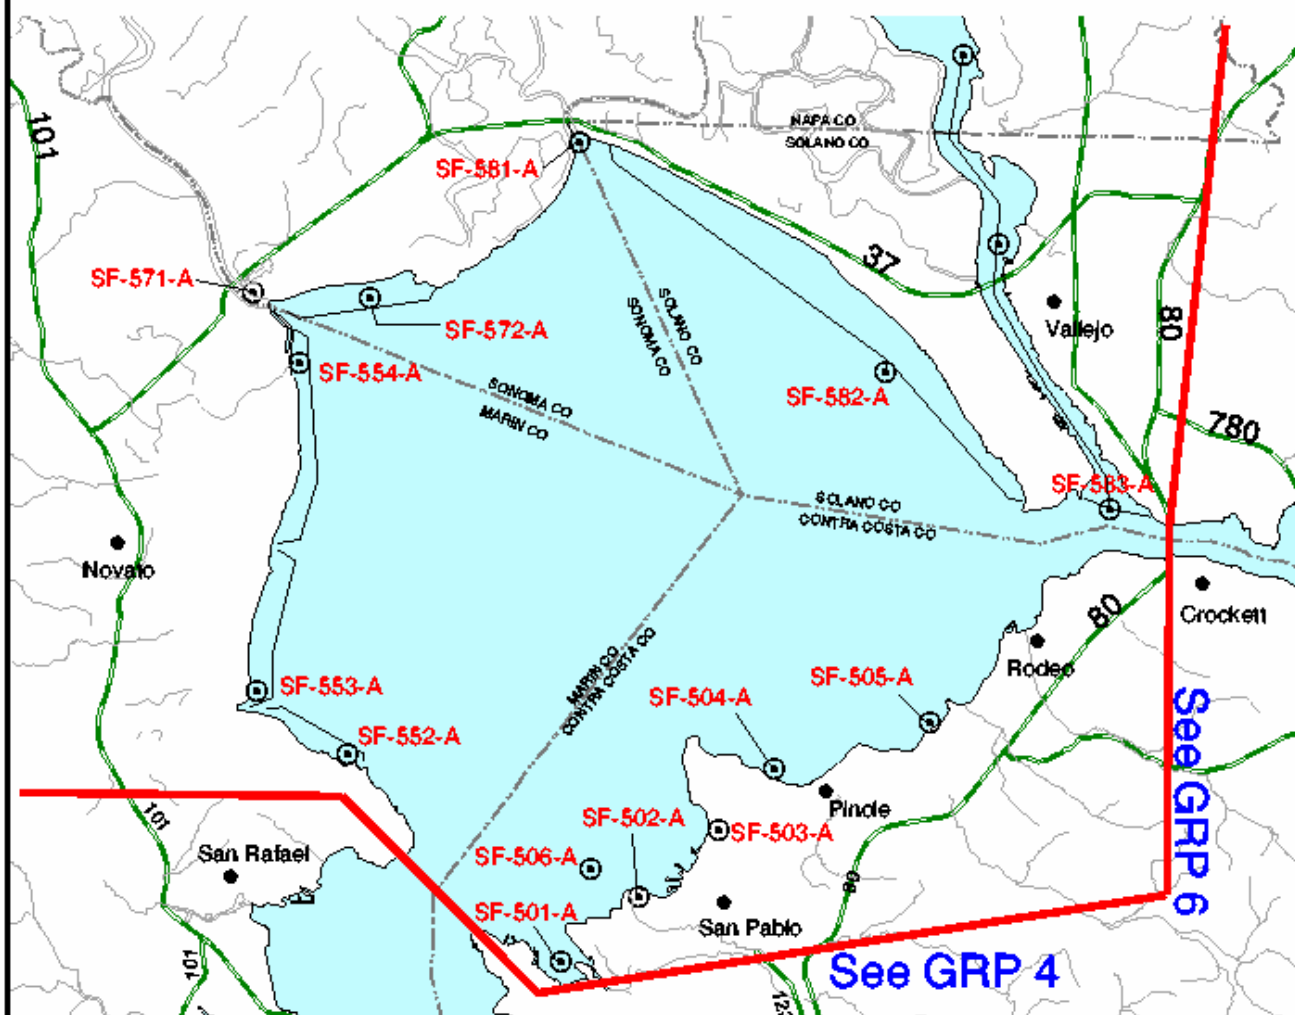 101
NAPA CO
SOLANO CO
SF-581-A
37
SF-571-A
SF-572-A
SOLANO CO
SONOMA CO
Vallejo
80
SF-554-A
SONOMA CO
MARIN CO
SF-582-A
780
SF-583-A
SOLANO CO
CONTRA COSTA CO
Novato
80
Crockett
Rodeo
MARIN CO
CONTRA COSTA CO
SF-553-A
SF-504-A
SF-505-A
See GRP 6
SF-552-A
Pinole
101
SF-502-A
SF-503-A
San Rafael
SF-506-A
80
SF-501-A
San Pablo
101
See GRP 4
123